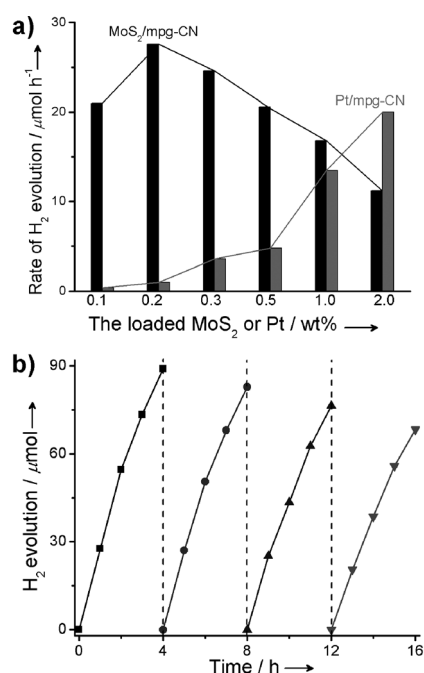 a)
MoS₂/mpg-CN
Pt/mpg-CN
Rate of H₂ evolution / μmol h⁻¹ →
30
20
10
0
0.1 0.2 0.3 0.5 1.0 2.0
The loaded MoS₂ or Pt / wt% →
b)
H₂ evolution / μmol →
90
60
30
0
0 4 8 12 16
Time / h →